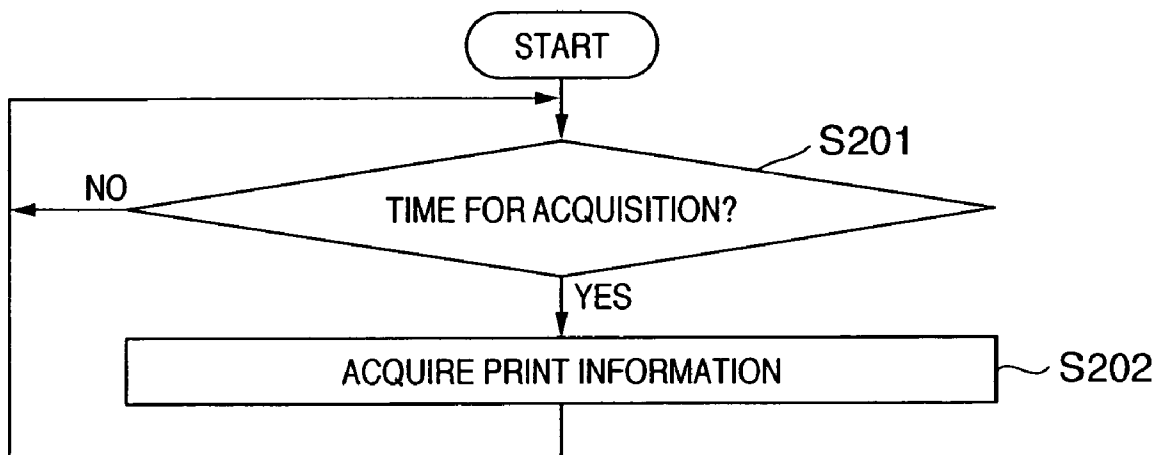 START
S201
NO
TIME FOR ACQUISITION?
YES
ACQUIRE PRINT INFORMATION
S202